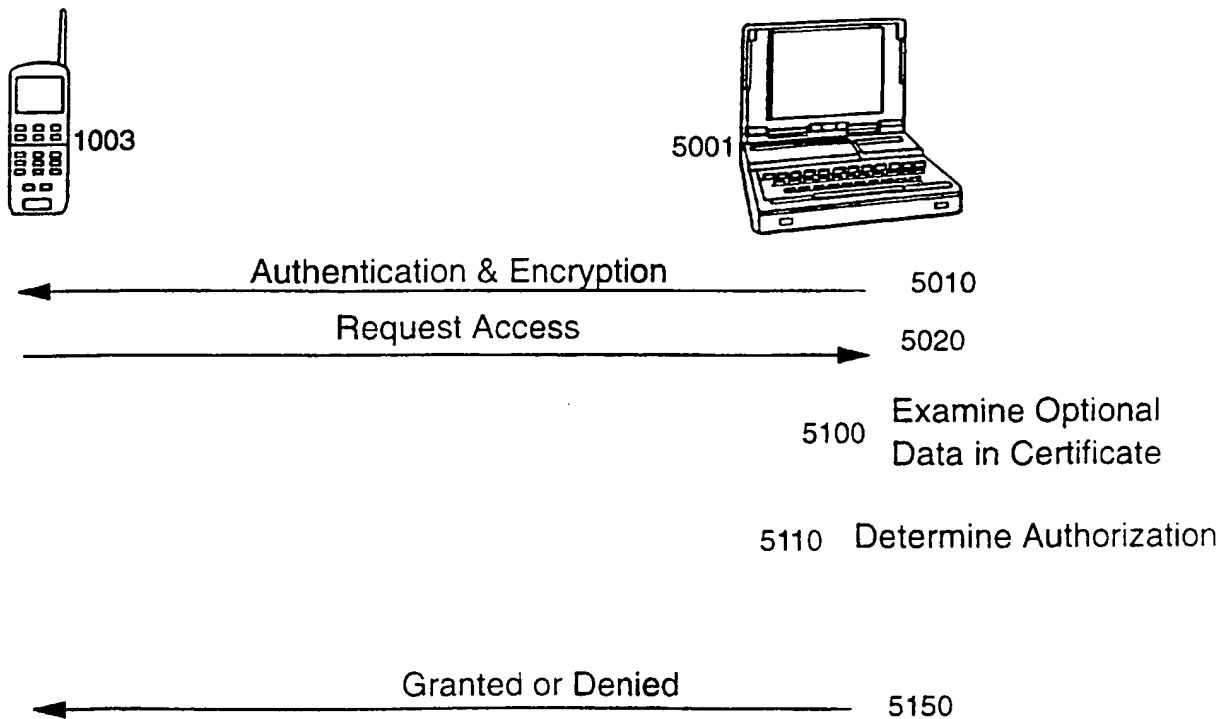 1003
5001
Authentication & Encryption 5010
Request Access 5020
5100 Examine Optional
Data in Certificate
5110 Determine Authorization
Granted or Denied 5150